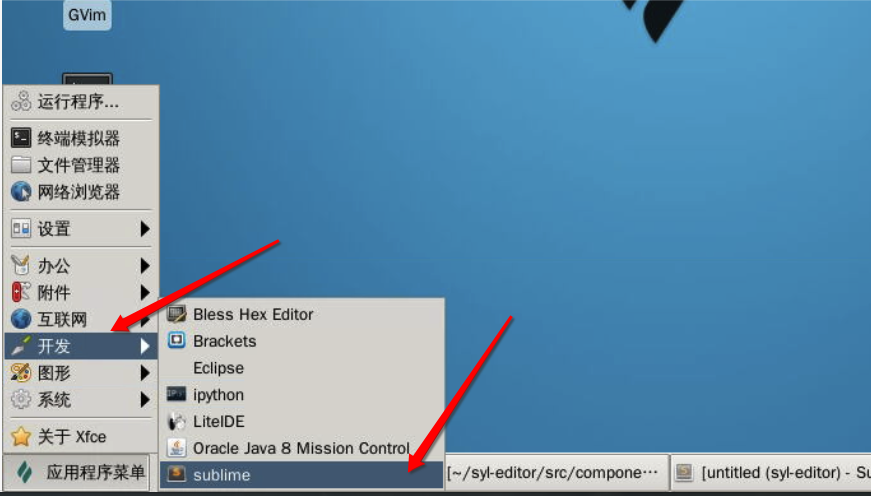 GVim
运行程序...
终端模拟器
文件管理器
网络浏览器
设置
办公
附件
互联网
开发
图形
系统
关于 Xfce
应用程序菜单
Bless Hex Editor
Brackets
Eclipse
ipython
LiteIDE
Oracle Java 8 Mission Control
sublime
[~/syl-editor/src/compone···
[untitled (syl-editor) - Su